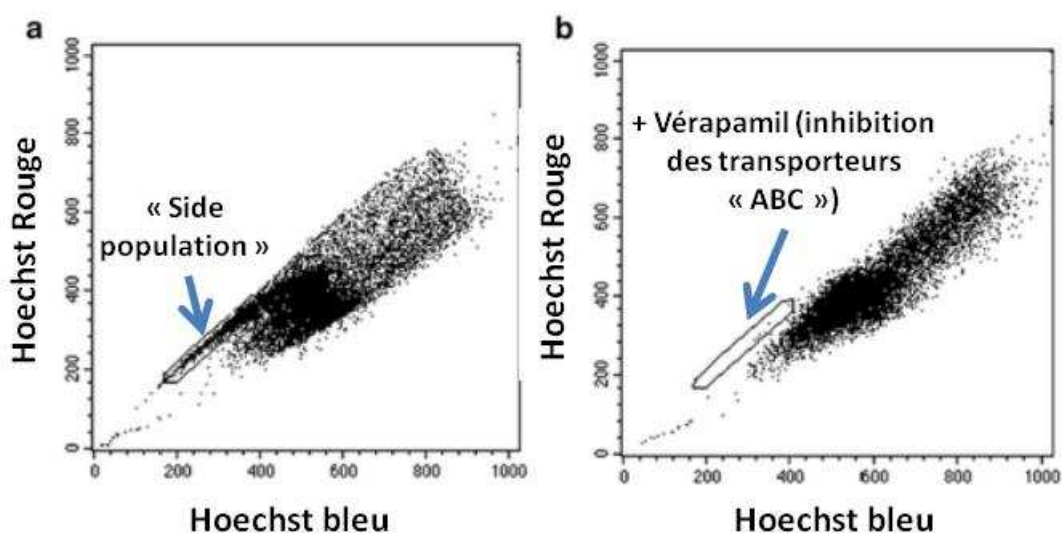 a
Hoechst Rouge
1000
800
600
400
200
0
« Side
population »
0 200 400 600 800 1000
Hoechst bleu
b
Hoechst Rouge
1000
800
600
400
200
0
+ Vérapamil (inhibition
des transporteurs
« ABC »)
0 200 400 600 800 1000
Hoechst bleu